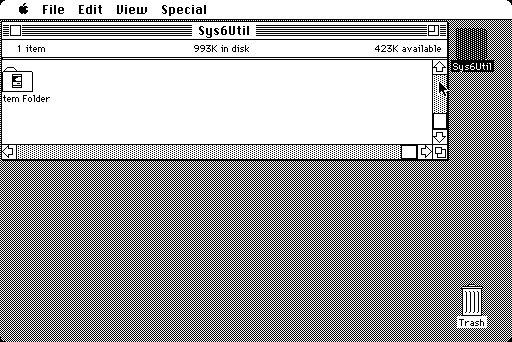 File Edit View Special
Sys6Util
1 item 993K in disk 423K available
Sys6Util
tem Folder
Trash